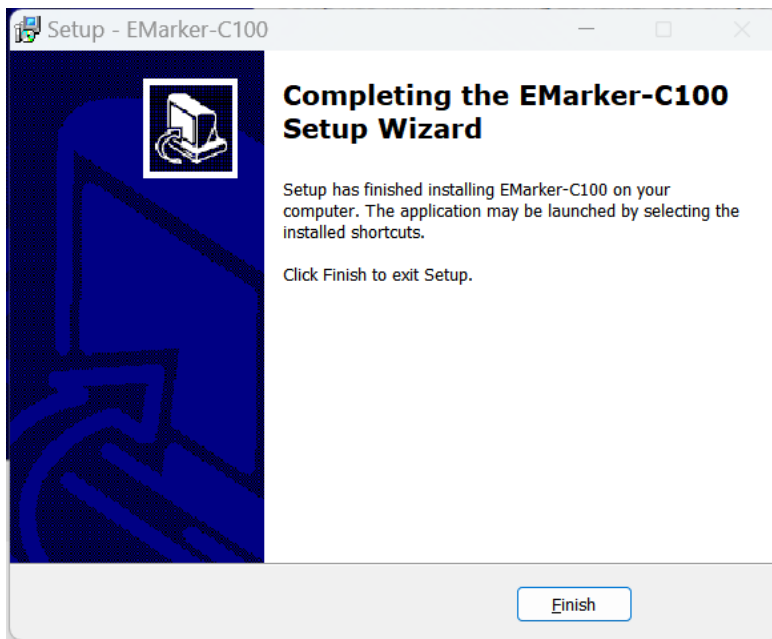 Setup - EMarker-C100
Completing the EMarker-C100
Setup Wizard
Setup has finished installing EMarker-C100 on your
computer. The application may be launched by selecting the
installed shortcuts.
Click Finish to exit Setup.
Finish